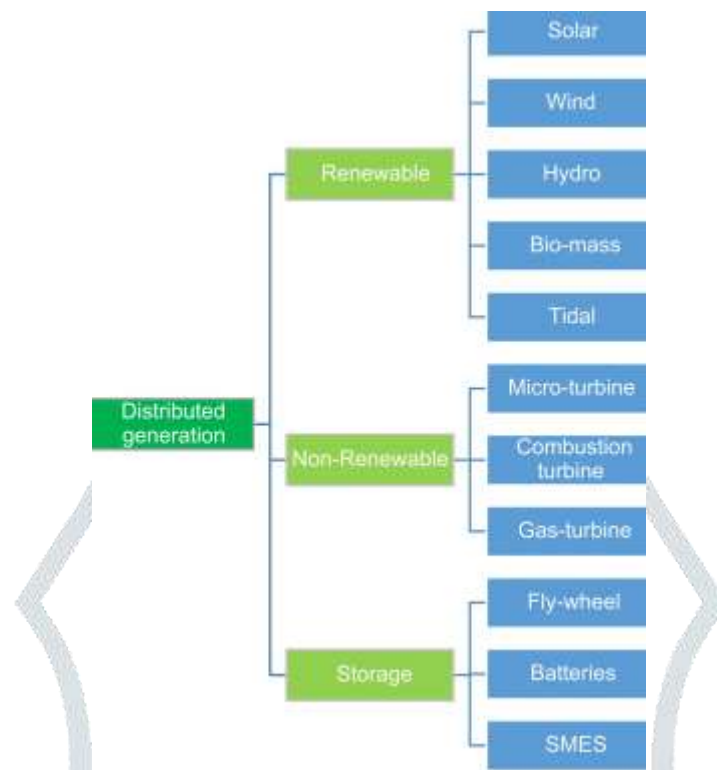 Solar
Wind
Renewable
Hydro
Bio-mass
Tidal
Distributed
generation
Micro-turbine
Non-Renewable
Combustion
turbine
Gas-turbine
Fly-wheel
Storage
Batteries
SMES